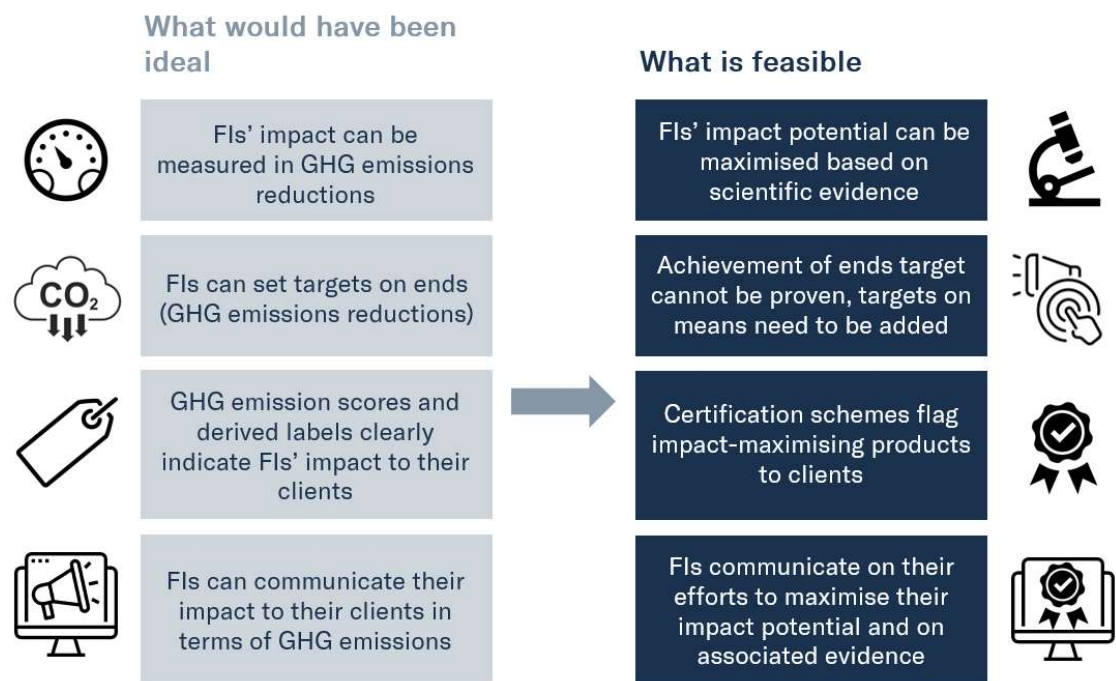 What would have been
ideal
What is feasible
FIs' impact can be
measured in GHG emissions
reductions
FIs' impact potential can be
maximised based on
scientific evidence
CO2
FIs can set targets on ends
(GHG emissions reductions)
Achievement of ends target
cannot be proven, targets on
means need to be added
GHG emission scores and
derived labels clearly
indicate FIs' impact to their
clients
Certification schemes flag
impact-maximising products
to clients
FIs can communicate their
impact to their clients in
terms of GHG emissions
FIs communicate on their
efforts to maximise their
impact potential and on
associated evidence